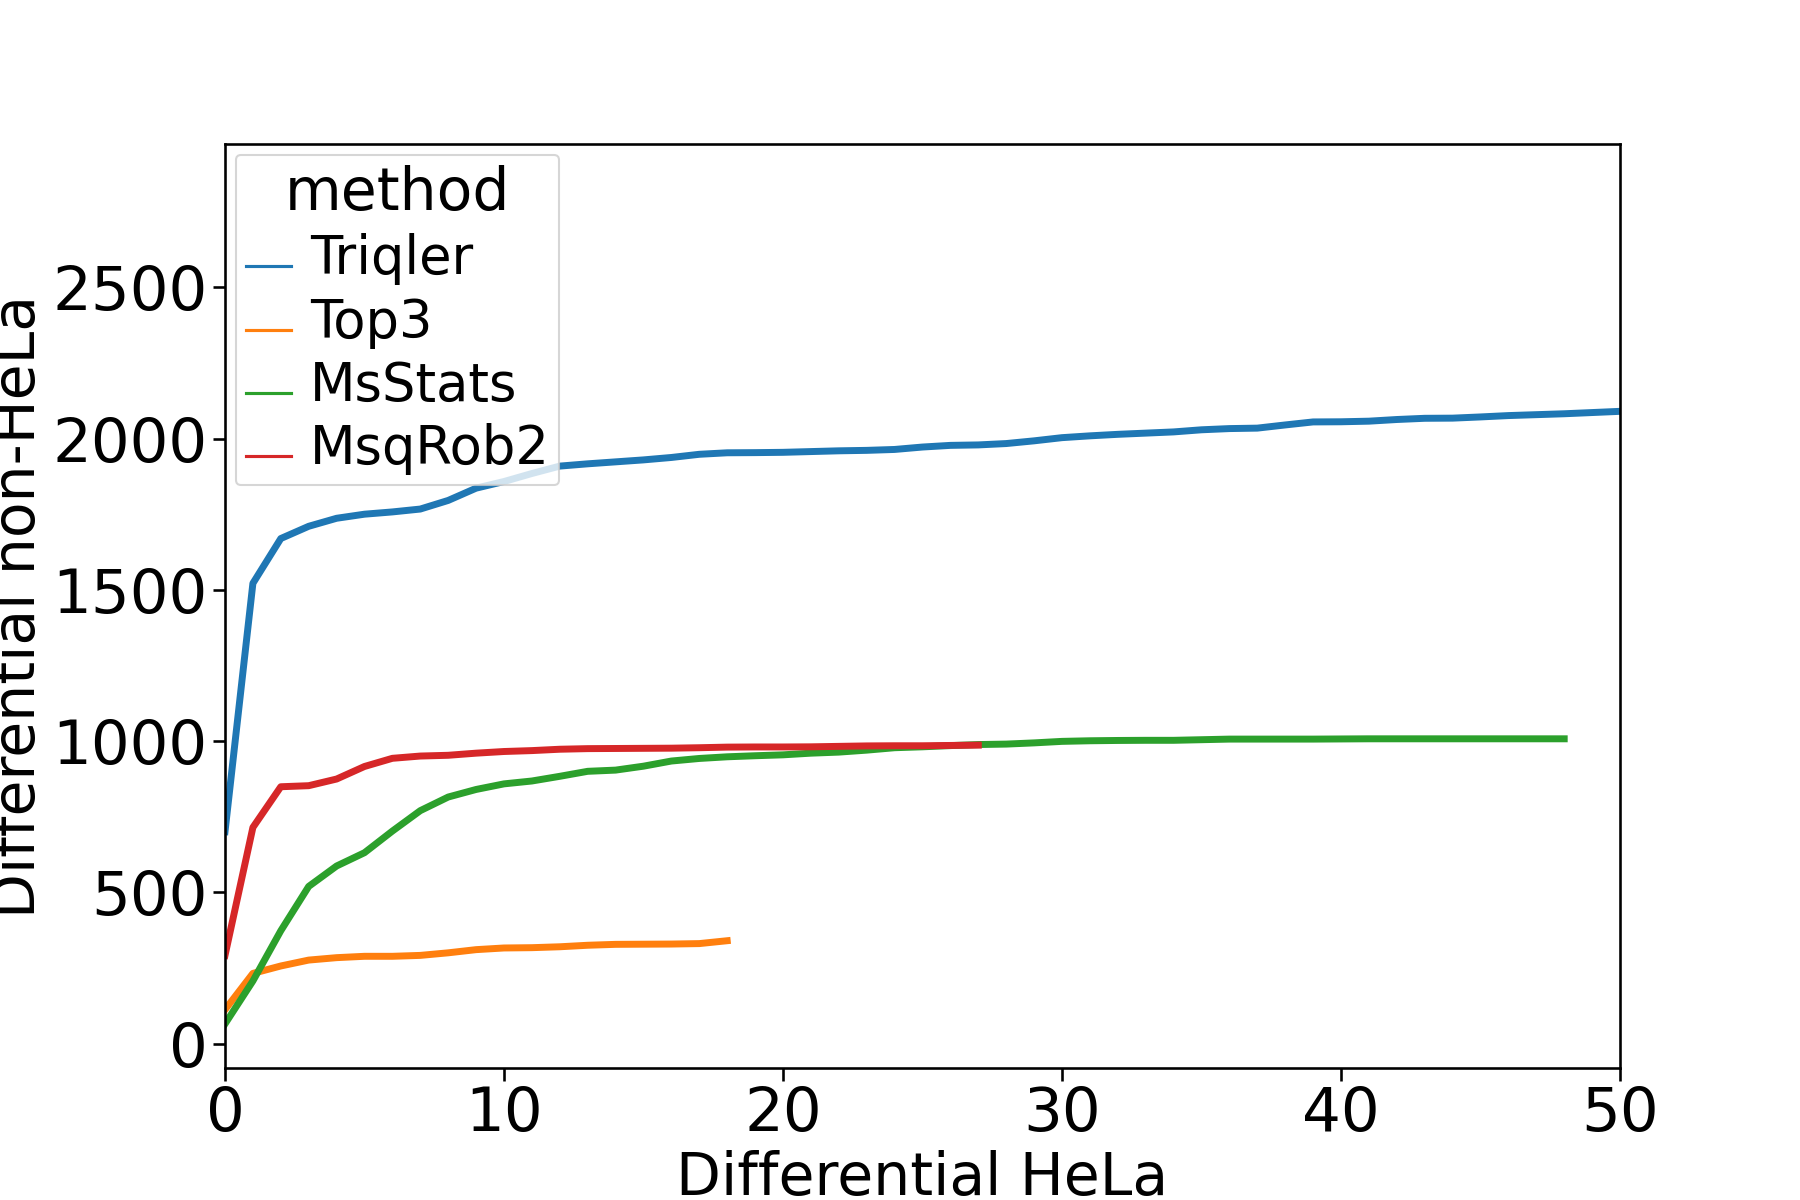 method
Triqler
Top3
MsStats
MsqRob2
Differential non-HeLa
2500
2000
1500
1000
500
0
0 10 20 30 40 50
Differential HeLa